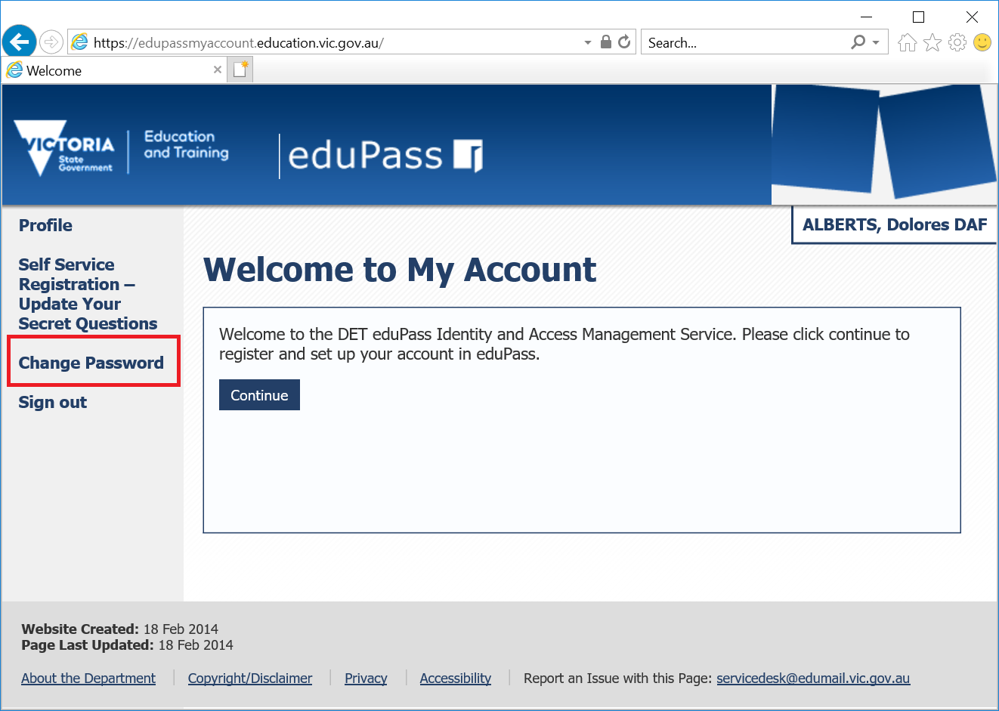 https://edupassmyaccount.education.vic.gov.au/
Search...
Welcome
VICTORIA
State
Government
Education
and Training
eduPass
ALBERTS, Dolores DAF
Profile
Self Service
Registration –
Update Your
Secret Questions
Change Password
Sign out
Welcome to My Account
Welcome to the DET eduPass Identity and Access Management Service. Please click continue to
register and set up your account in eduPass.
Continue
Website Created: 18 Feb 2014
Page Last Updated: 18 Feb 2014
About the Department Copyright/Disclaimer Privacy Accessibility Report an Issue with this Page: servicedesk@edumail.vic.gov.au